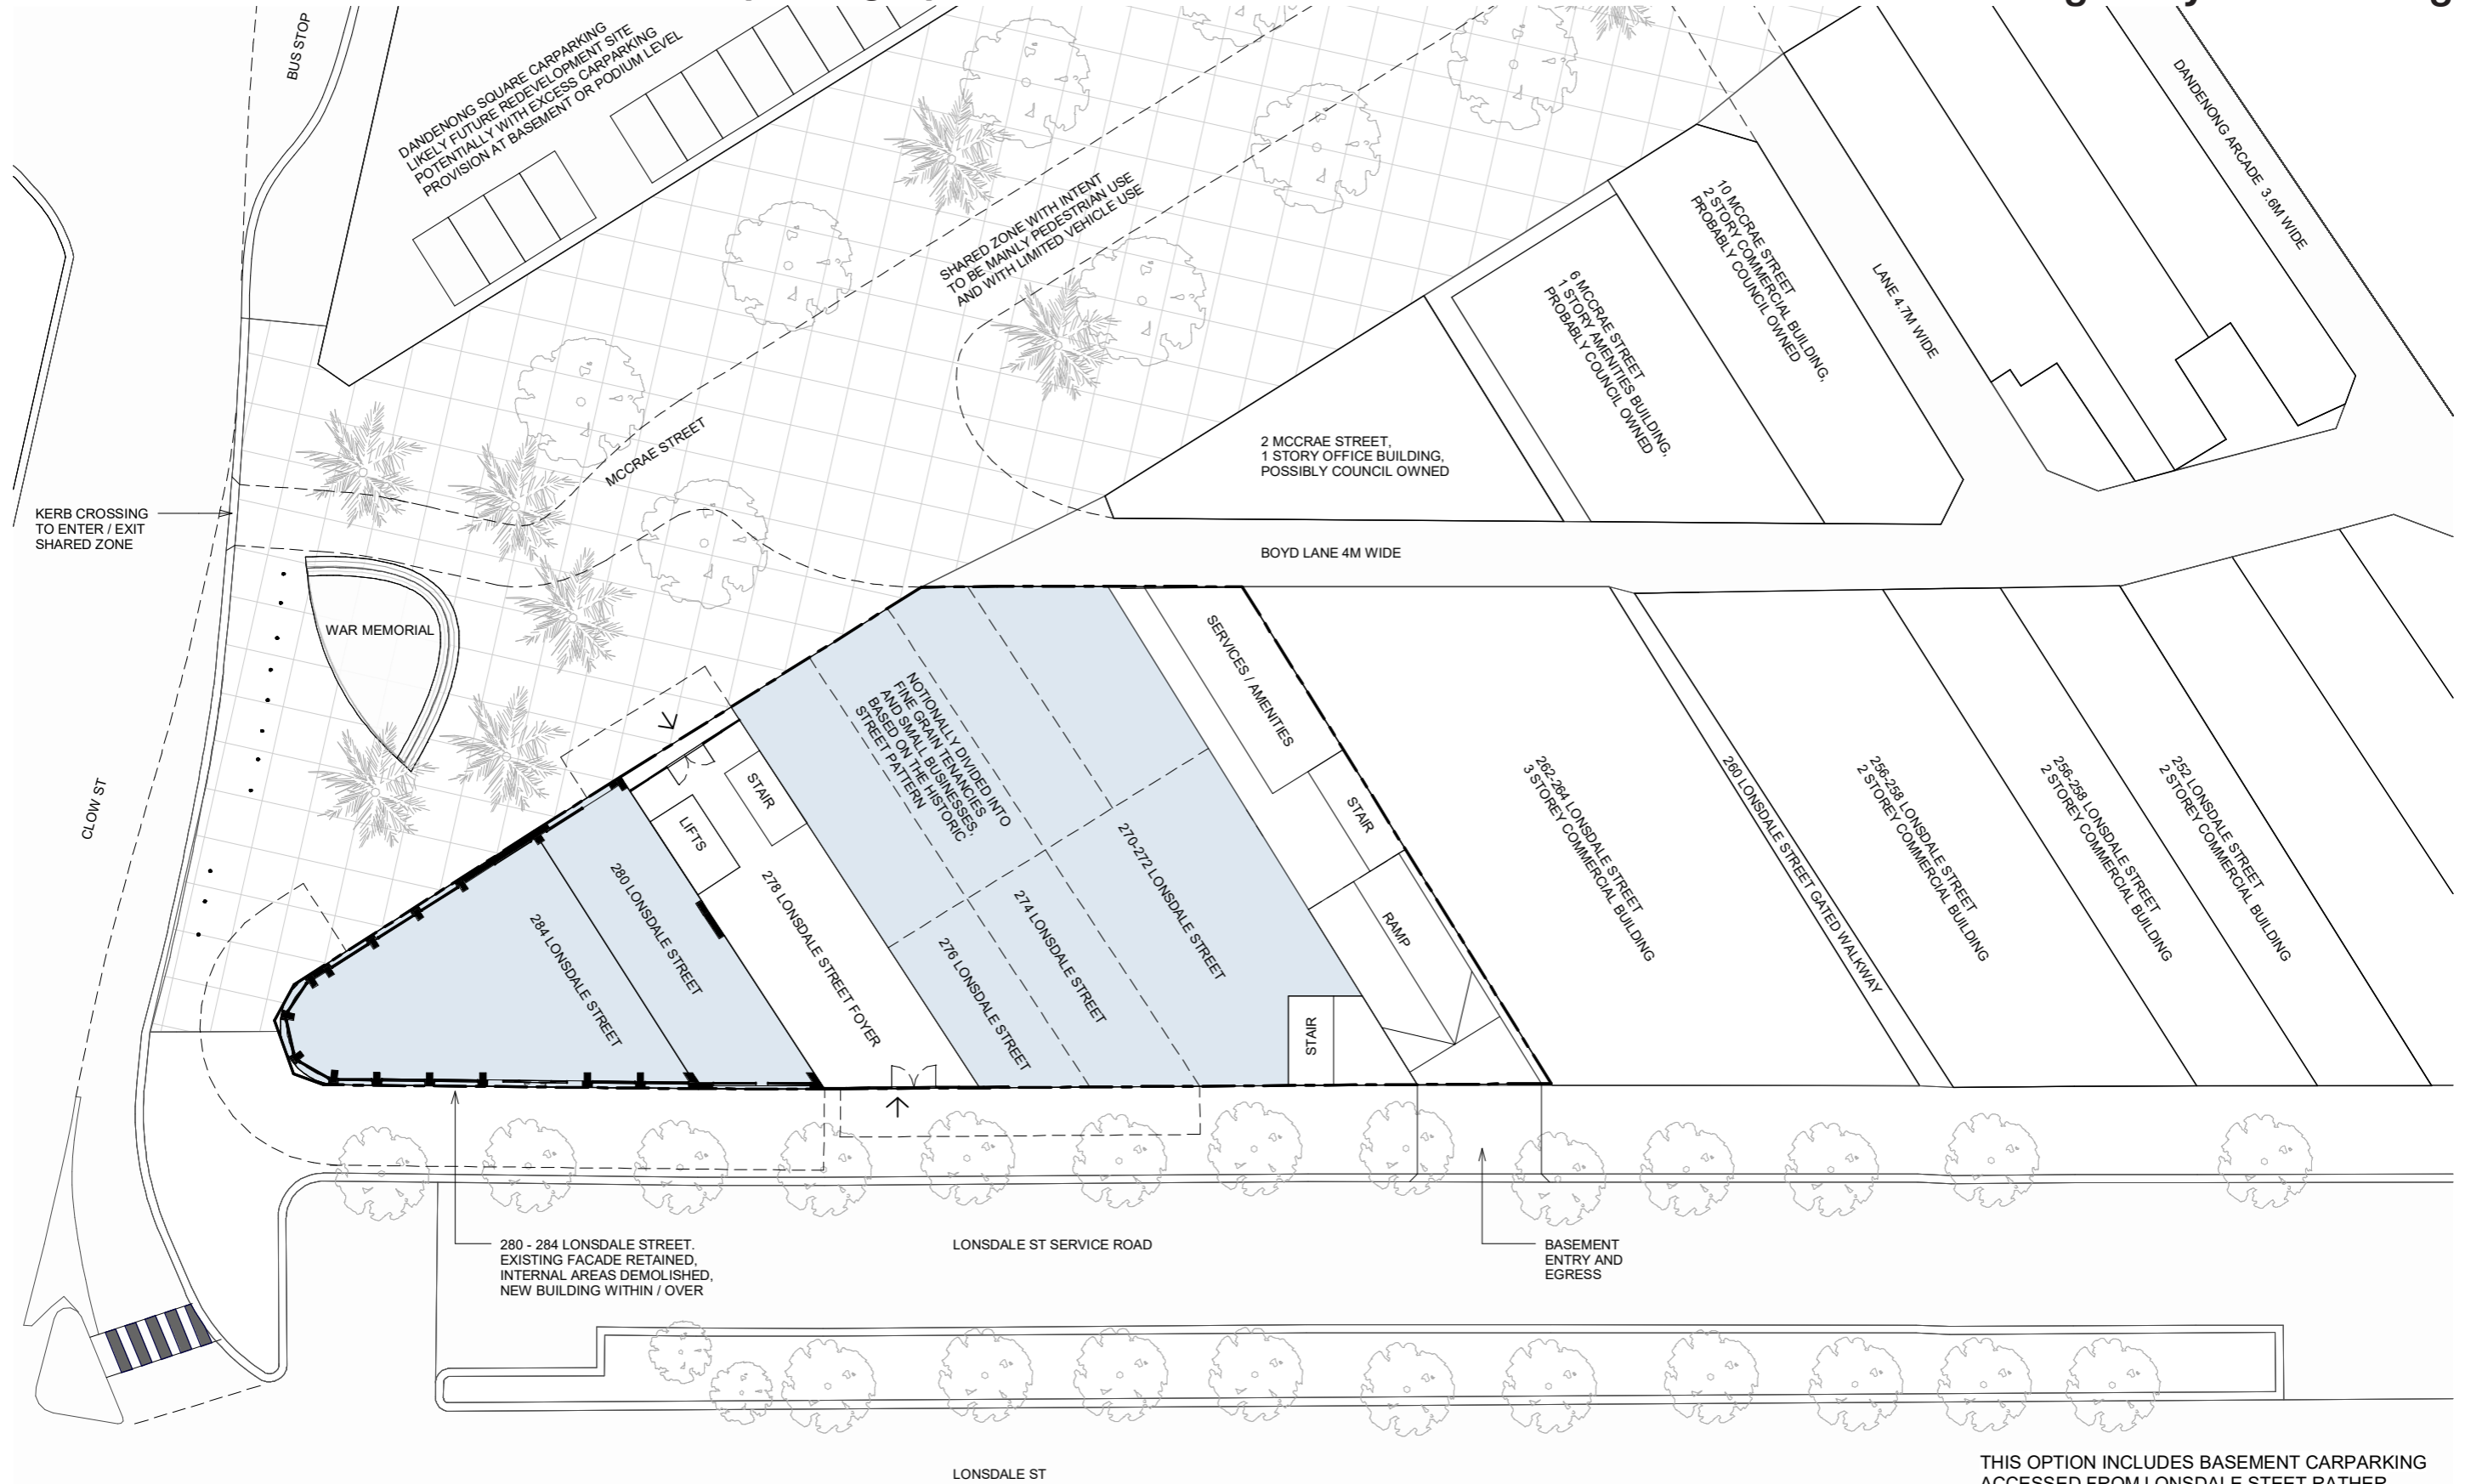 BUS STOP
DANDENONG SQUARE CARPARKING
LIKELY FUTURE REDEVELOPMENT SITE
POTENTIALLY WITH EXCESS CARPARKING
PROVISION AT BASEMENT OR PODIUM LEVEL
DANDENONG ARCADE 3.6M WIDE
SHARED ZONE WITH INTENT
TO BE MAINLY PEDESTRIAN USE
AND WITH LIMITED VEHICLE USE
10 MCCRAE STREET
2 STORY COMMERCIAL BUILDING,
PROBABLY COUNCIL OWNED
LANE 4.7M WIDE
6 MCCRAE STREET
1 STORY AMENITIES BUILDING,
PROBABLY COUNCIL OWNED
2 MCCRAE STREET,
1 STORY OFFICE BUILDING,
POSSIBLY COUNCIL OWNED
MCCRAE STREET
KERB CROSSING
TO ENTER / EXIT
SHARED ZONE
BOYD LANE 4M WIDE
WAR MEMORIAL
SERVICES / AMENITIES
NOTIONALLY DIVIDED INTO
FINE GRAIN TENANCIES
AND SMALL BUSINESSES,
BASED ON THE HISTORIC
STREET PATTERN
CLOW ST
STAIR
LIFTS
STAIR
262-264 LONSDALE STREET
3 STOREY COMMERCIAL BUILDING
260 LONSDALE STREET GATED WALKWAY
256-258 LONSDALE STREET
2 STOREY COMMERCIAL BUILDING
256-258 LONSDALE STREET
2 STOREY COMMERCIAL BUILDING
252 LONSDALE STREET
2 STOREY COMMERCIAL BUILDING
284 LONSDALE STREET
280 LONSDALE STREET
278 LONSDALE STREET FOYER
276 LONSDALE STREET
274 LONSDALE STREET
270-272 LONSDALE STREET
RAMP
STAIR
280 - 284 LONSDALE STREET.
EXISTING FACADE RETAINED,
INTERNAL AREAS DEMOLISHED,
NEW BUILDING WITHIN / OVER
LONSDALE ST SERVICE ROAD
BASEMENT
ENTRY AND
EGRESS
LONSDALE ST
THIS OPTION INCLUDES BASEMENT CARPARKING
ACCESSED FROM LONSDALE STEET RATHER